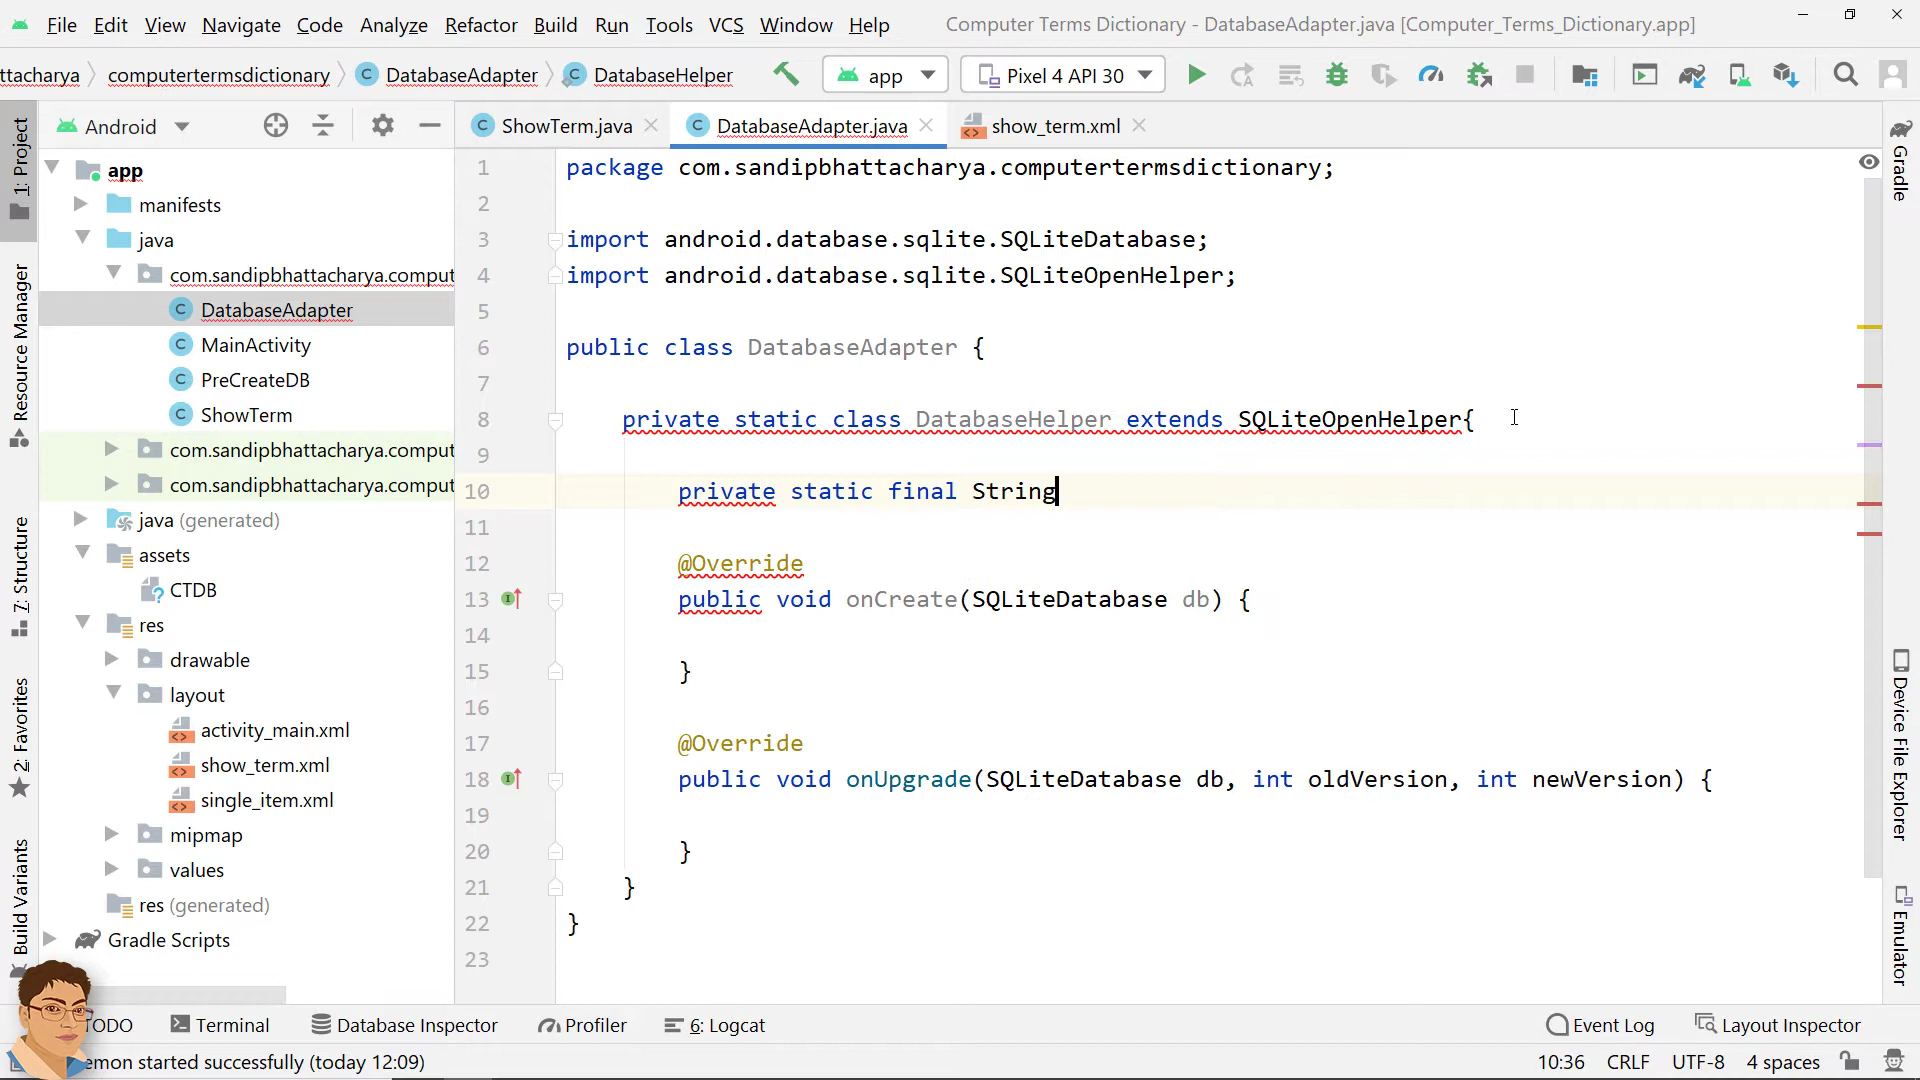 File Edit View Navigate Code Analyze Refactor Build Run Tools VCS Window Help Computer Terms Dictionary - DatabaseAdapter.java [Computer_Terms_Dictionary.app]
ttacharya computertermsdictionary DatabaseAdapter DatabaseHelper app Pixel 4 API 30
Android ShowTerm.java DatabaseAdapter.java show_term.xml
1: Project
Resource Manager
7: Structure
2: Favorites
Build Variants
app
manifests
java
com.sandipbhattacharya.comput
DatabaseAdapter
MainActivity
PreCreateDB
ShowTerm
com.sandipbhattacharya.comput
com.sandipbhattacharya.comput
java (generated)
assets
CTDB
res
drawable
layout
activity_main.xml
show_term.xml
single_item.xml
mipmap
values
res (generated)
Gradle Scripts
1 package com.sandipbhattacharya.computertermsdictionary;
2
3 import android.database.sqlite.SQLiteDatabase;
4 import android.database.sqlite.SQLiteOpenHelper;
5
6 public class DatabaseAdapter {
7
8 private static class DatabaseHelper extends SQLiteOpenHelper{
9
10 private static final String
11
12 @Override
13 public void onCreate(SQLiteDatabase db) {
14
15 }
16
17 @Override
18 public void onUpgrade(SQLiteDatabase db, int oldVersion, int newVersion) {
19
20 }
21 }
22 }
23
Gradle
Device File Explorer
Emulator
TODO Terminal Database Inspector Profiler 6: Logcat Event Log Layout Inspector
emon started successfully (today 12:09) 10:36 CRLF UTF-8 4 spaces